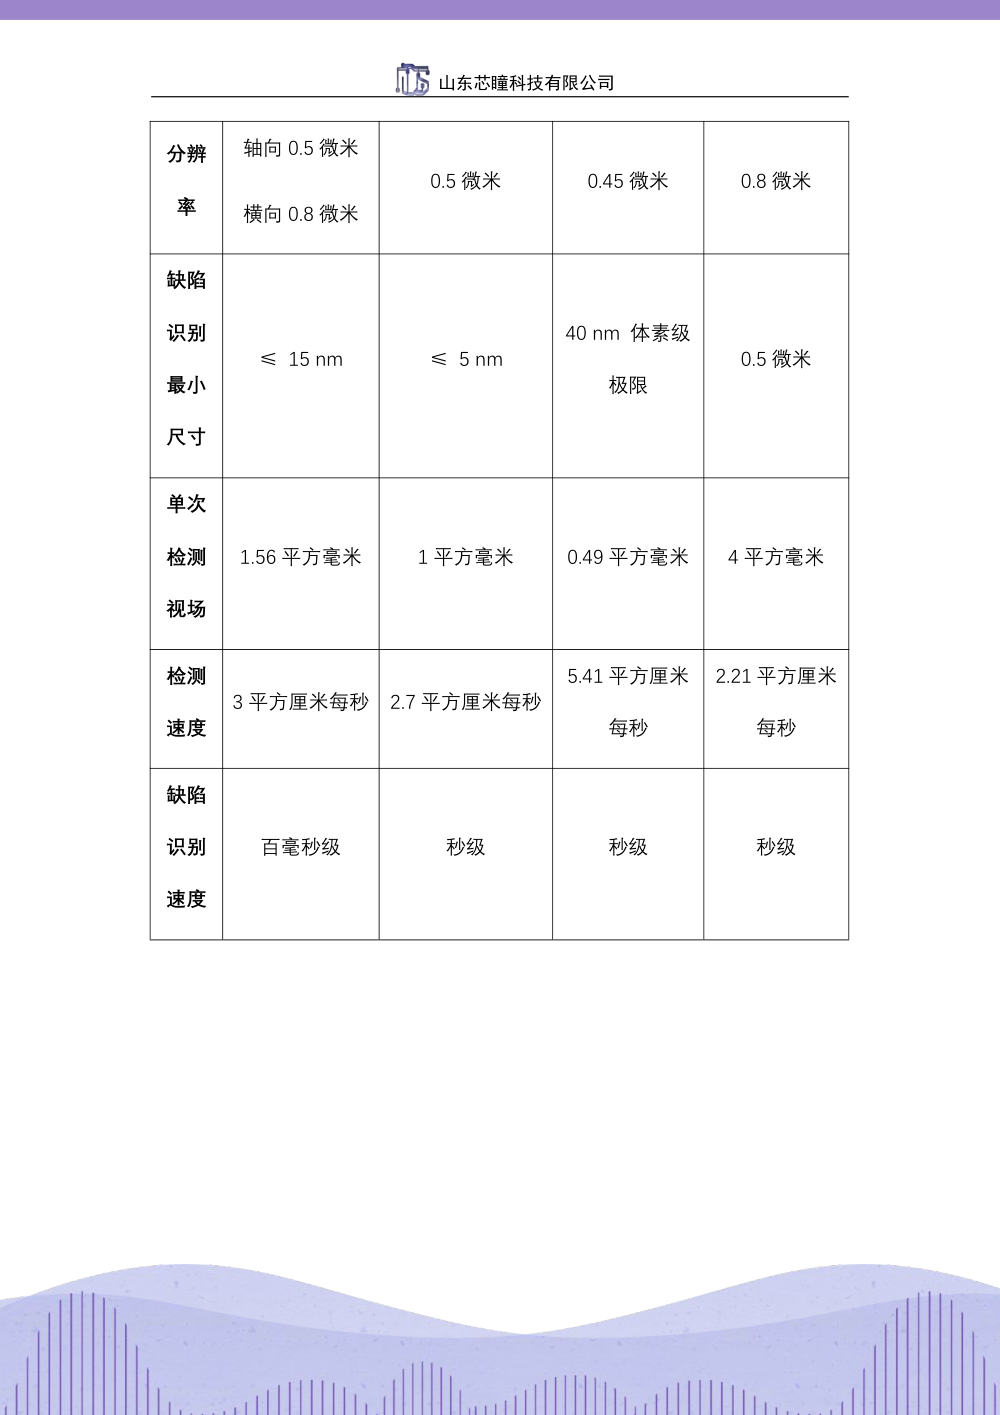 山东芯瞳科技有限公司
分辨
率
轴向 0.5 微米
横向 0.8 微米
0.5 微米
0.45 微米
0.8 微米
缺陷
识别
最小
尺寸
≤ 15 nm
≤ 5 nm
40 nm 体素级
极限
0.5 微米
单次
检测
视场
1.56 平方毫米
1 平方毫米
0.49 平方毫米
4 平方毫米
检测
速度
3 平方厘米每秒
2.7 平方厘米每秒
5.41 平方厘米
每秒
2.21 平方厘米
每秒
缺陷
识别
速度
百毫秒级
秒级
秒级
秒级